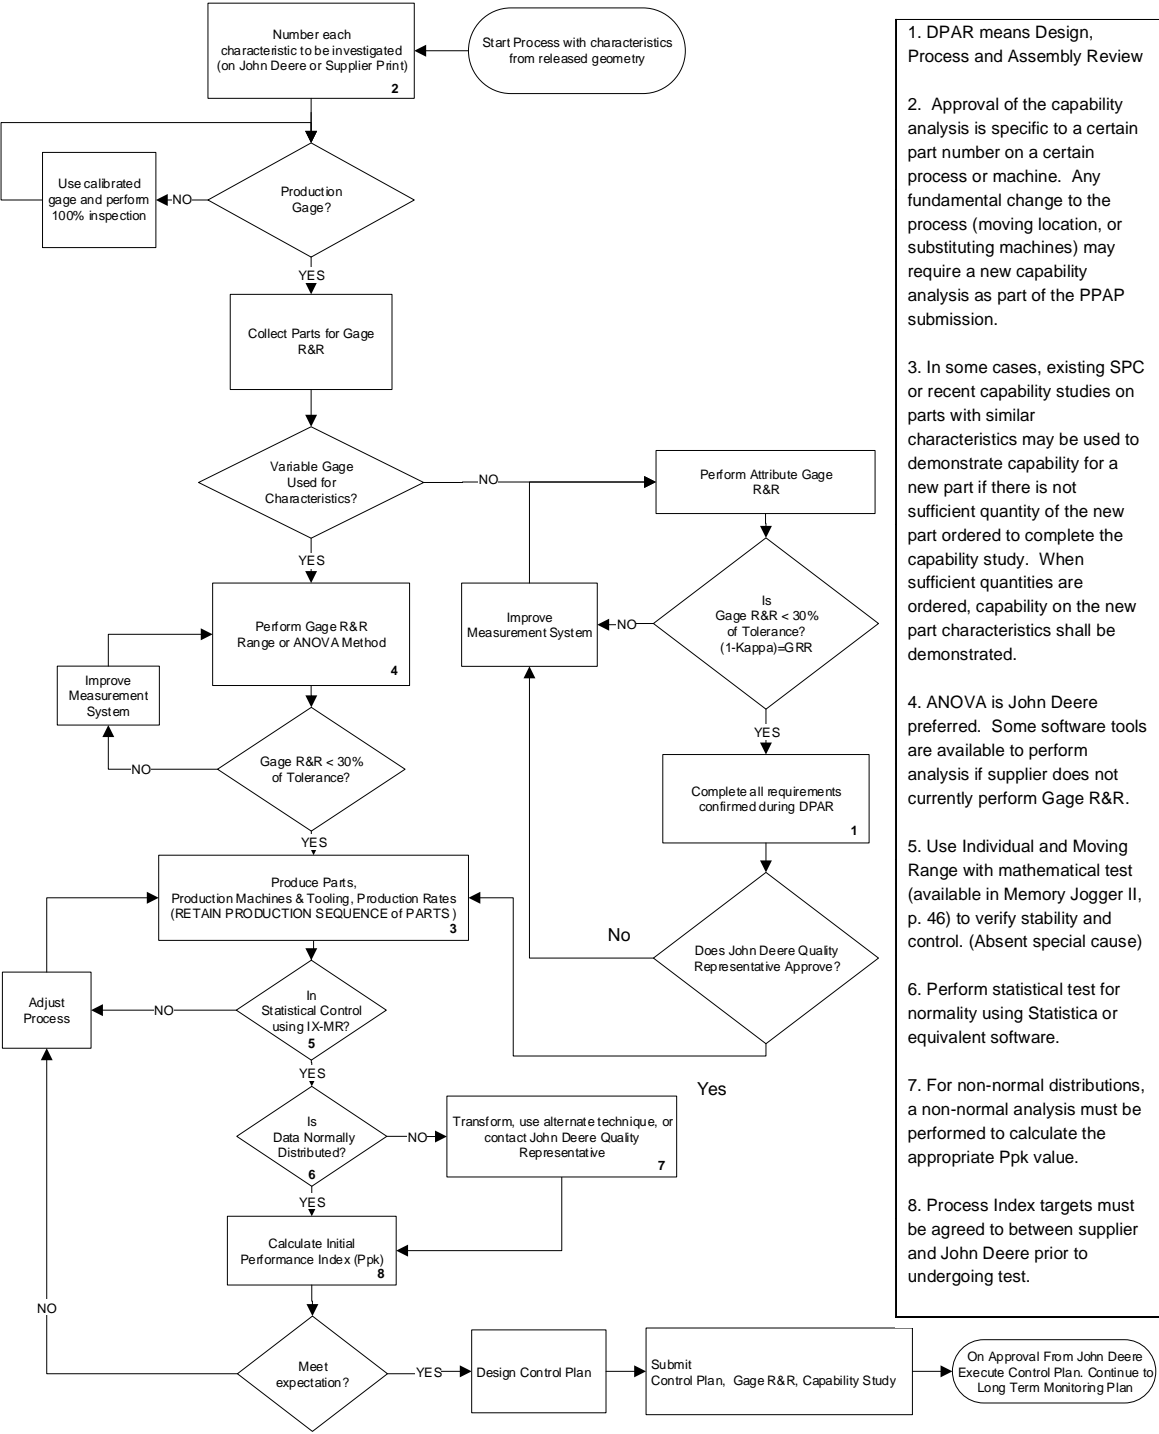 Number each
characteristic to be investigated
(on John Deere or Supplier Print)
2
Start Process with characteristics
from released geometry
Use calibrated
gage and perform
100% inspection
NO
Production
Gage?
YES
Collect Parts for Gage
R&R
Variable Gage
Used for
Characteristics?
NO
Perform Attribute Gage
R&R
YES
Perform Gage R&R
Range or ANOVA Method
4
Improve
Measurement System
NO
Is
Gage R&R < 30%
of Tolerance?
(1-Kappa)=GRR
Improve
Measurement
System
YES
NO
Gage R&R < 30%
of Tolerance?
Complete all requirements
confirmed during DPAR
1
YES
Produce Parts,
Production Machines & Tooling, Production Rates
(RETAIN PRODUCTION SEQUENCE of PARTS )
3
No
Does John Deere Quality
Representative Approve?
Yes
Adjust
Process
NO
In
Statistical Control
using IX-MR?
5
YES
Is
Data Normally
Distributed?
6
NO
Transform, use alternate technique, or
contact John Deere Quality
Representative
7
YES
Calculate Initial
Performance Index (Ppk)
8
NO
Meet
expectation?
YES
Design Control Plan
Submit
Control Plan, Gage R&R, Capability Study
On Approval From John Deere
Execute Control Plan. Continue to
Long Term Monitoring Plan
1. DPAR means Design,
Process and Assembly Review
2. Approval of the capability
analysis is specific to a certain
part number on a certain
process or machine. Any
fundamental change to the
process (moving location, or
substituting machines) may
require a new capability
analysis as part of the PPAP
submission.
3. In some cases, existing SPC
or recent capability studies on
parts with similar
characteristics may be used to
demonstrate capability for a
new part if there is not
sufficient quantity of the new
part ordered to complete the
capability study. When
sufficient quantities are
ordered, capability on the new
part characteristics shall be
demonstrated.
4. ANOVA is John Deere
preferred. Some software tools
are available to perform
analysis if supplier does not
currently perform Gage R&R.
5. Use Individual and Moving
Range with mathematical test
(available in Memory Jogger II,
p. 46) to verify stability and
control. (Absent special cause)
6. Perform statistical test for
normality using Statistica or
equivalent software.
7. For non-normal distributions,
a non-normal analysis must be
performed to calculate the
appropriate Ppk value.
8. Process Index targets must
be agreed to between supplier
and John Deere prior to
undergoing test.